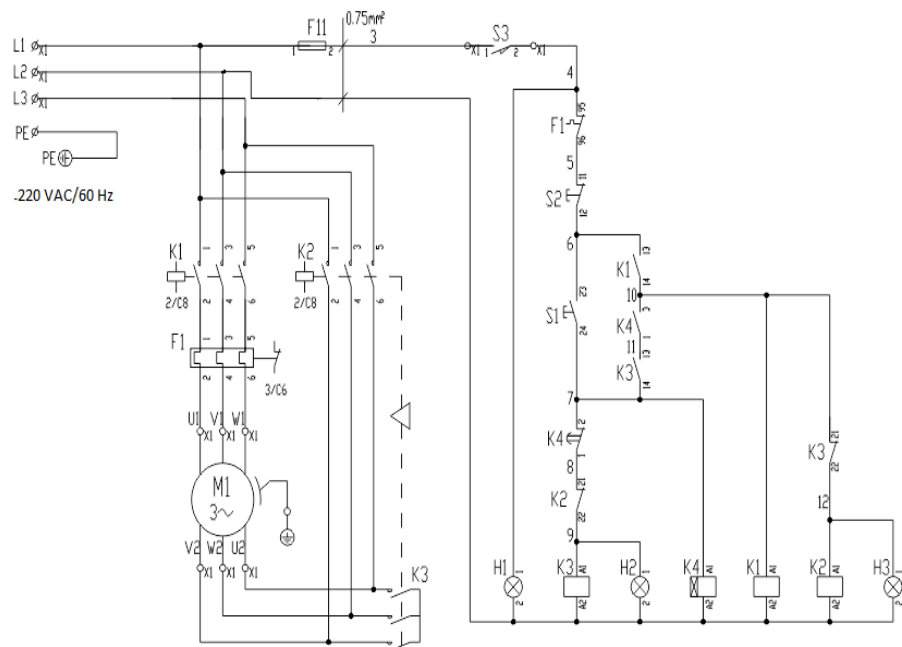 L1 X1 1 F11 2 0.75mm² 3 X1 1 S3 2 X1
L2 X1
L3 X1
PE
PE
-220 VAC/60 Hz
4
95
F1
96
5
11
S2
12
6
K1 1 3 5
2/C8 2 4 6
K2 1 3 5
2/C8 2 4 6
13
K1
14
10
23
S1
24
3
K4
1
11
13
K3
14
7
F1 1 3 5
2 4 6
3/C6
U1 V1 W1
X1 X1 X1
2
K4
1
8
21
K2
22
9
21
K3
22
12
M1
3~
V2 W2 U2
X1 X1 X1
K3
H1 1 2
K3 A1 A2
H2 1 2
K4 A1 A2
K1 A1 A2
K2 A1 A2
H3 1 2